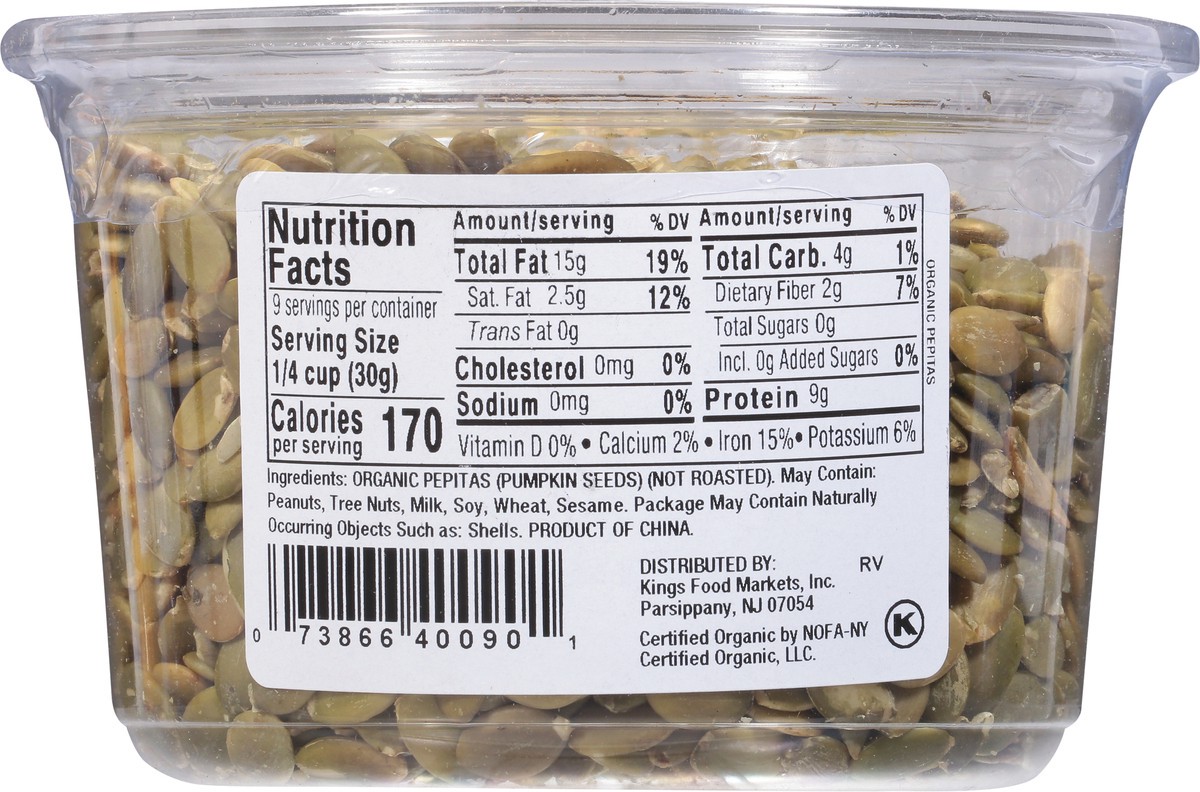 Nutrition
Facts
9 servings per container
Serving Size
1/4 cup (30g)
Calories 170
per serving
Amount/serving % DV
Total Fat 15g 19%
Sat. Fat 2.5g 12%
Trans Fat 0g
Cholesterol 0mg 0%
Sodium 0mg 0%
Amount/serving % DV
Total Carb. 4g 1%
Dietary Fiber 2g 7%
Total Sugars 0g
Incl. 0g Added Sugars 0%
Protein 9g
Vitamin D 0% • Calcium 2% • Iron 15% • Potassium 6%
ORGANIC PEPITAS
Ingredients: ORGANIC PEPITAS (PUMPKIN SEEDS) (NOT ROASTED). May Contain:
Peanuts, Tree Nuts, Milk, Soy, Wheat, Sesame. Package May Contain Naturally
Occurring Objects Such as: Shells. PRODUCT OF CHINA.
0 73866 40090 1
DISTRIBUTED BY: RV
Kings Food Markets, Inc.
Parsippany, NJ 07054
Certified Organic by NOFA-NY
Certified Organic, LLC.
K